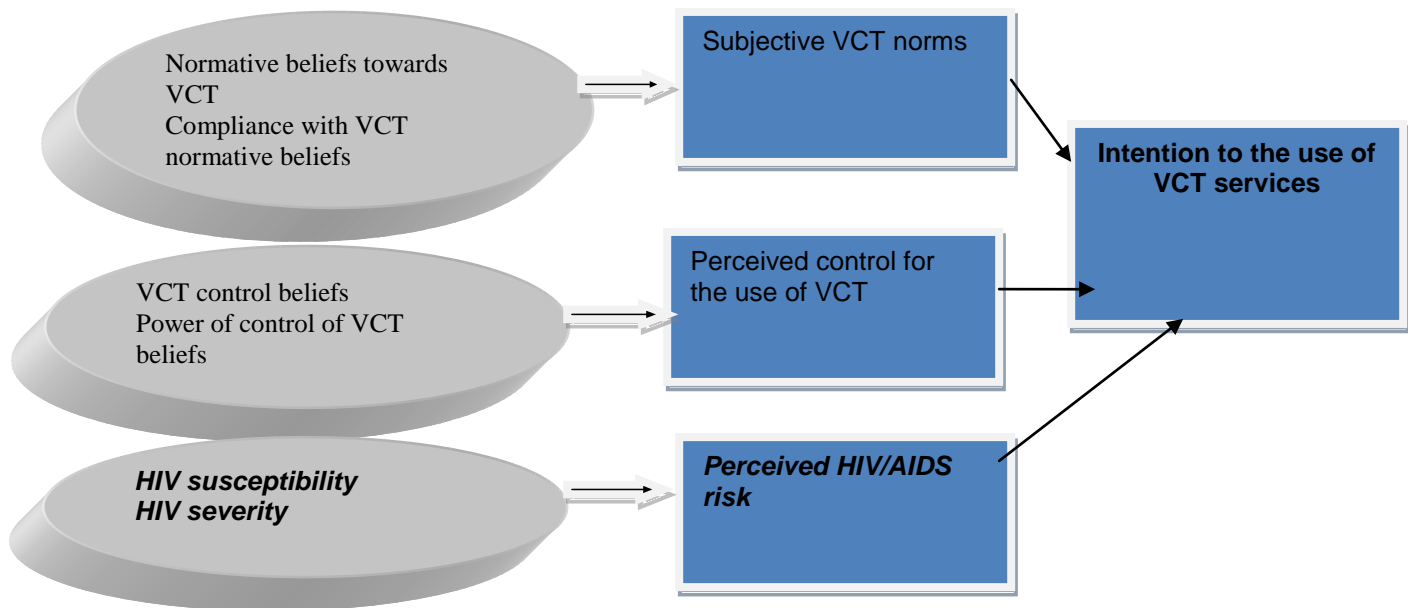 Normative beliefs towards
VCT
Compliance with VCT
normative beliefs
Subjective VCT norms
Intention to the use of
VCT services
VCT control beliefs
Power of control of VCT
beliefs
Perceived control for
the use of VCT
HIV susceptibility
HIV severity
Perceived HIV/AIDS
risk